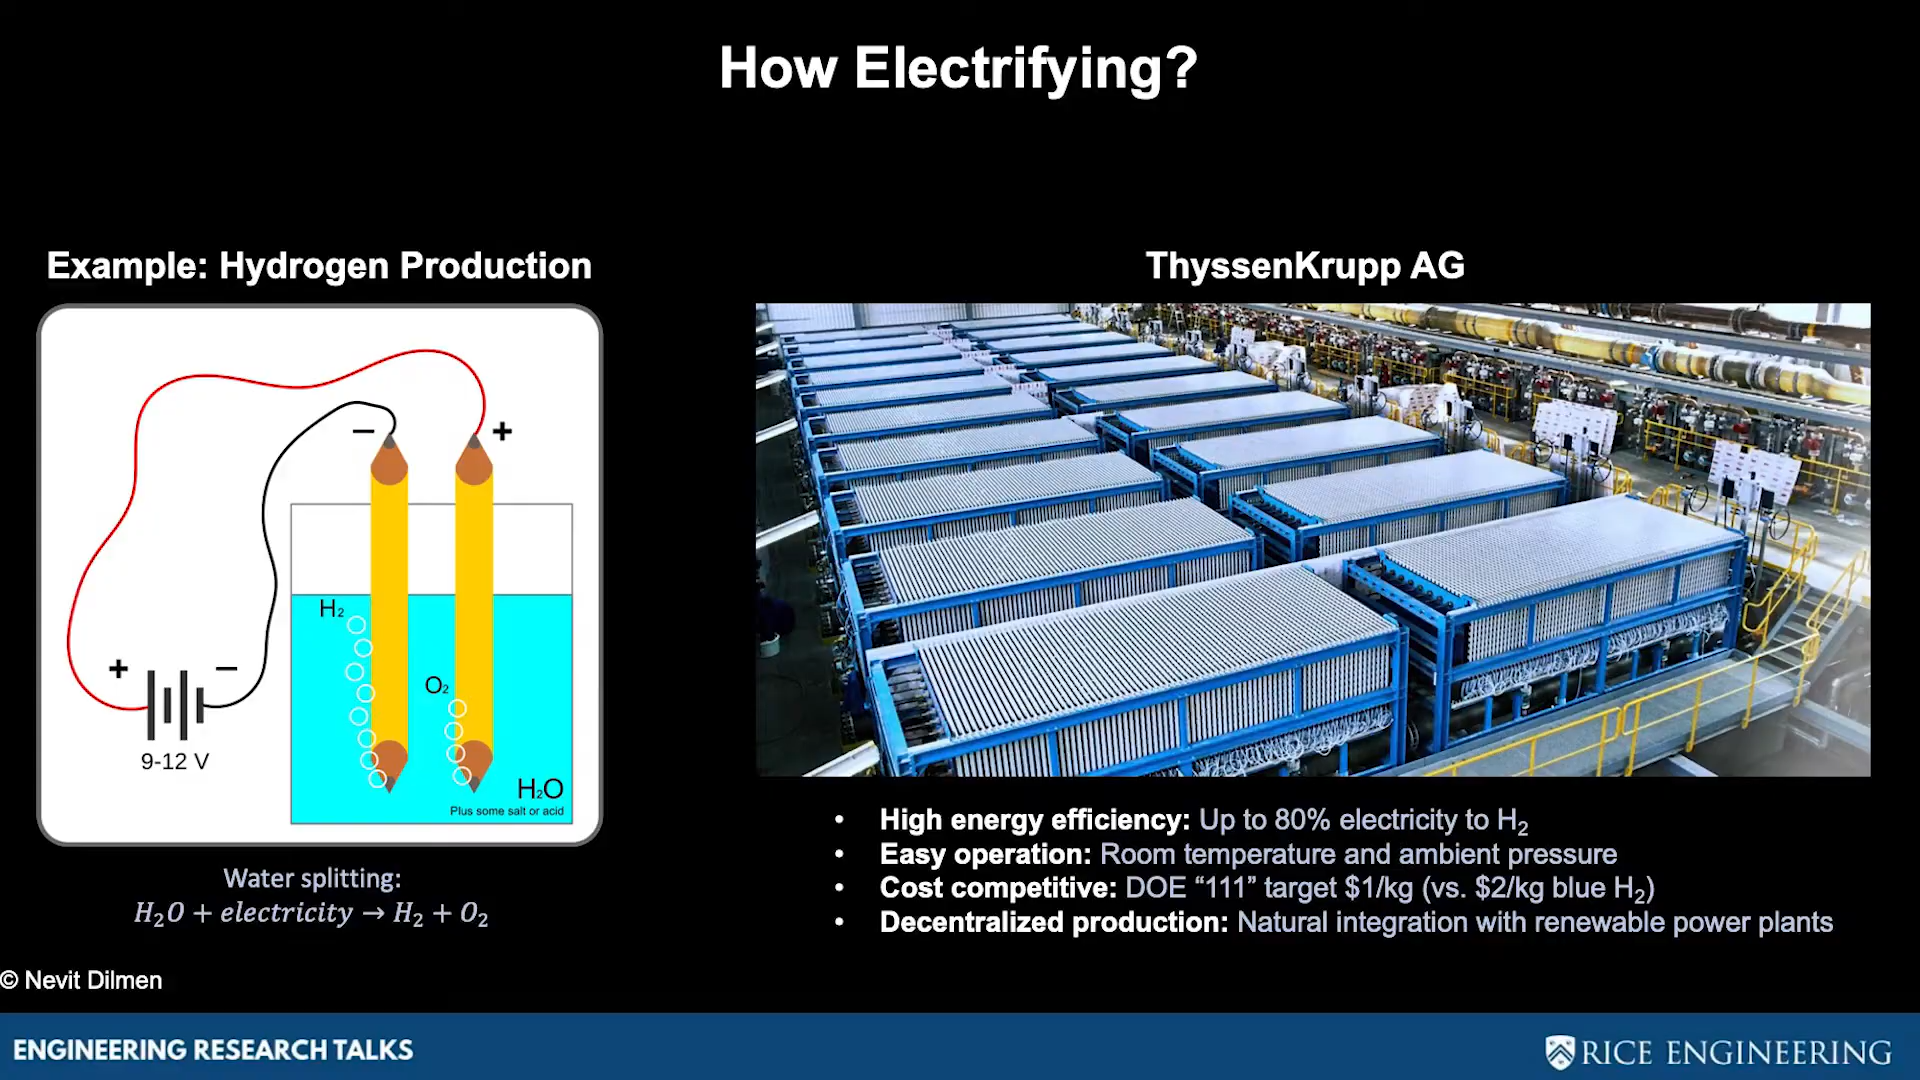 How Electrifying?
Example: Hydrogen Production
− +
H₂
O₂
+ −
9-12 V
H₂O
Plus some salt or acid
Water splitting:
H₂O + electricity → H₂ + O₂
© Nevit Dilmen
ThyssenKrupp AG
• High energy efficiency: Up to 80% electricity to H₂
• Easy operation: Room temperature and ambient pressure
• Cost competitive: DOE “111” target $1/kg (vs. $2/kg blue H₂)
• Decentralized production: Natural integration with renewable power plants
ENGINEERING RESEARCH TALKS
RICE ENGINEERING